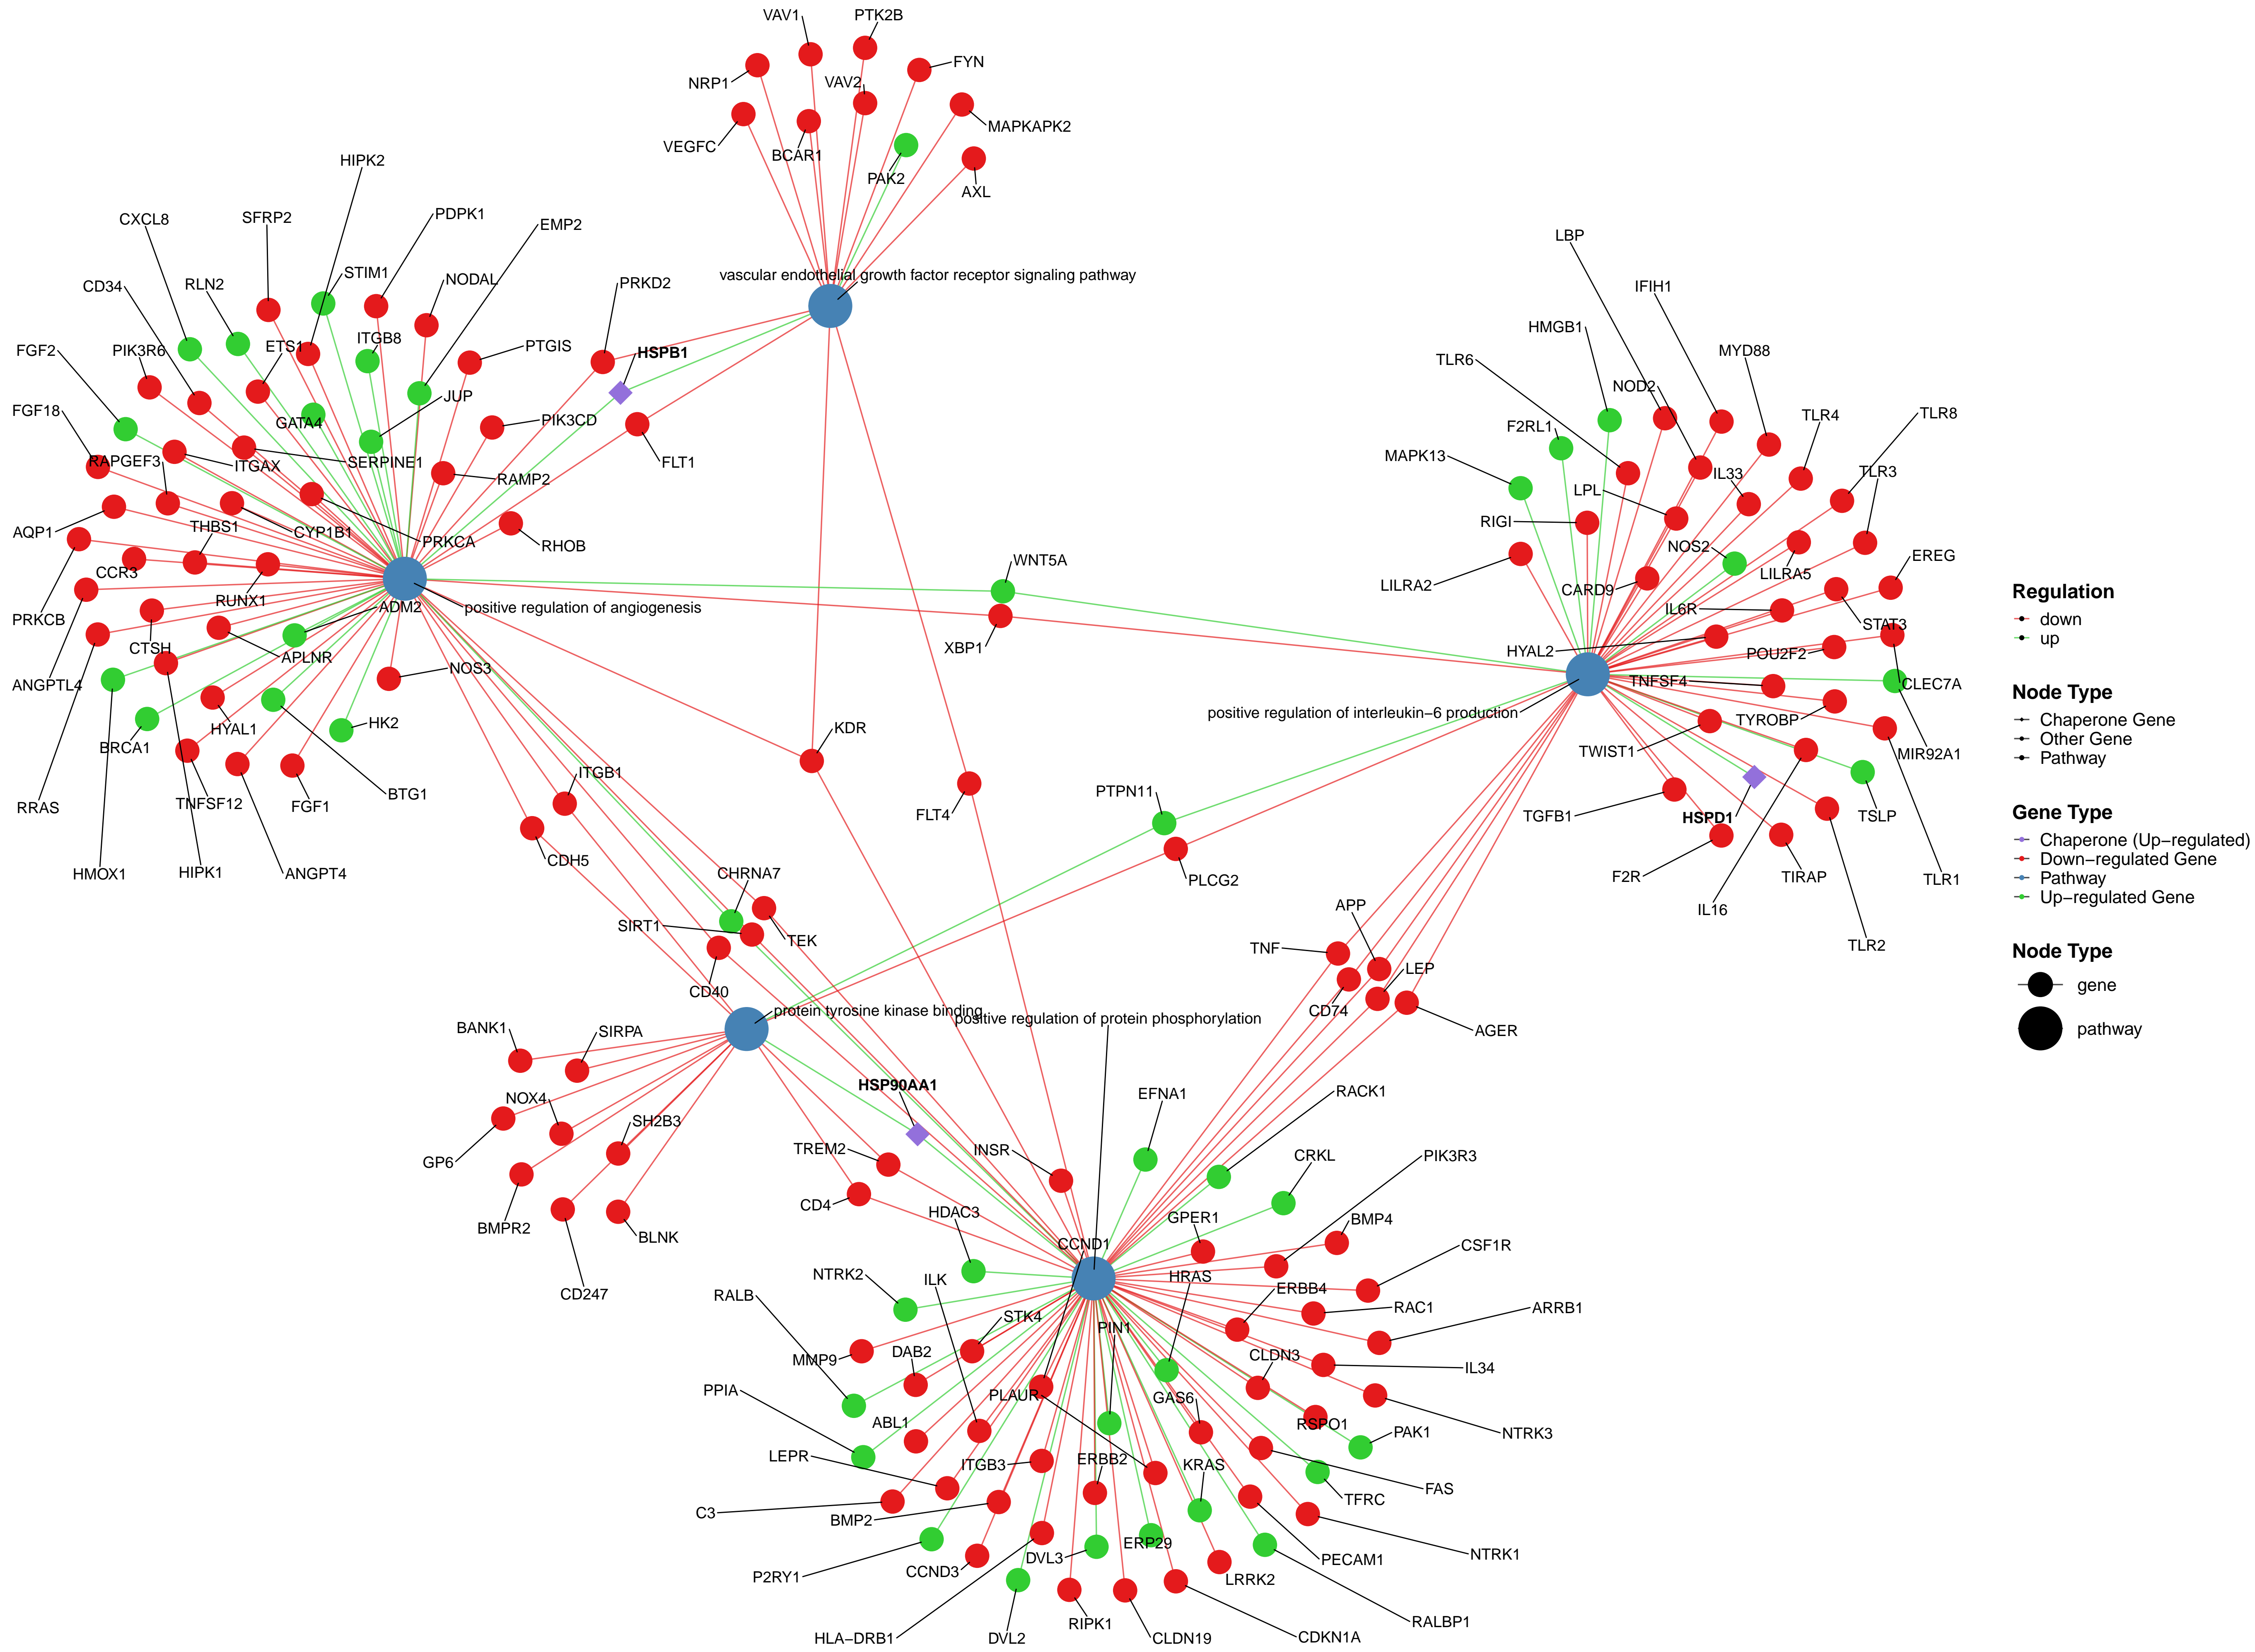 VAV1
PTK2B
NRP1
VAV2
FYN
VEGFC
BCAR1
MAPKAPK2
PAK2
AXL
HIPK2
CXCL8
SFRP2
PDPK1
EMP2
CD34
RLN2
STIM1
NODAL
PRKD2
vascular endothelial growth factor receptor signaling pathway
FGF2
PIK3R6
ETS1
ITGB8
PTGIS
HSPB1
FGF18
GATA4
JUP
PIK3CD
FLT1
RAPGEF3
ITGAX
SERPINE1
RAMP2
AQP1
THBS1
CYP1B1
PRKCA
RHOB
CCR3
RUNX1
PRKCB
ADM2
positive regulation of angiogenesis
CTSH
APLNR
NOS3
ANGPTL4
HYAL1
HK2
BRCA1
RRAS
TNFSF12
FGF1
BTG1
HMOX1
HIPK1
ANGPT4
WNT5A
XBP1
KDR
FLT4
ITGB1
CDH5
CHRNA7
SIRT1
TEK
CD40
PTPN11
PLCG2
LBP
IFIH1
HMGB1
TLR6
MYD88
NOD2
TLR4
TLR8
F2RL1
MAPK13
LPL
IL33
TLR3
RIGI
NOS2
LILRA2
CARD9
LILRA5
EREG
IL6R
STAT3
HYAL2
POU2F2
TNFSF4
CLEC7A
positive regulation of interleukin−6 production
TYROBP
TWIST1
MIR92A1
TGFB1
HSPD1
TSLP
F2R
TIRAP
TLR1
IL16
TLR2
APP
TNF
LEP
CD74
AGER
protein tyrosine kinase binding
positive regulation of protein phosphorylation
BANK1
SIRPA
HSP90AA1
NOX4
SH2B3
GP6
BMPR2
BLNK
CD247
TREM2
CD4
INSR
EFNA1
RACK1
CRKL
PIK3R3
HDAC3
GPER1
BMP4
CCND1
CSF1R
NTRK2
ILK
HRAS
ERBB4
RALB
STK4
RAC1
ARRB1
PIN1
MMP9
DAB2
CLDN3
IL34
PPIA
PLAUR
GAS6
ABL1
RSPO1
PAK1
NTRK3
LEPR
ITGB3
ERBB2
KRAS
FAS
TFRC
C3
BMP2
ERP29
DVL3
PECAM1
NTRK1
P2RY1
CCND3
LRRK2
RIPK1
RALBP1
HLA−DRB1
DVL2
CLDN19
CDKN1A
Regulation
down
up
Node Type
Chaperone Gene
Other Gene
Pathway
Gene Type
Chaperone (Up−regulated)
Down−regulated Gene
Pathway
Up−regulated Gene
Node Type
gene
pathway